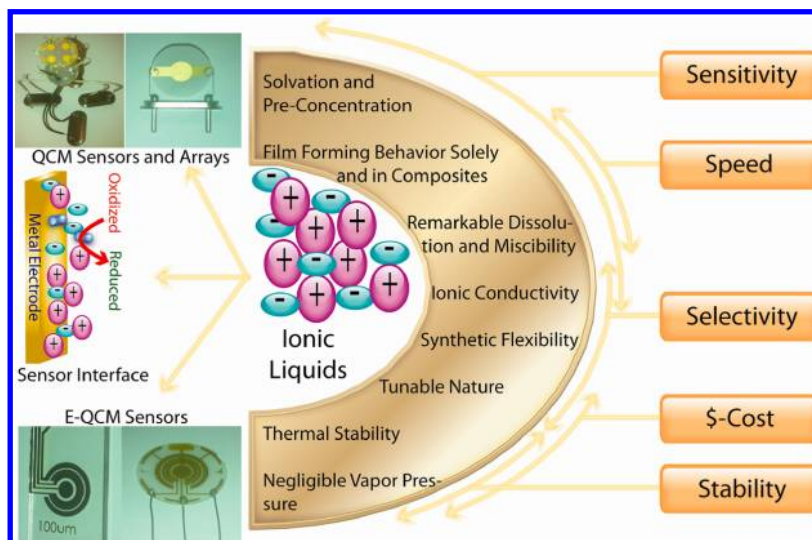 QCM Sensors and Arrays
Metal Electrode
Oxidized
Reduced
Sensor Interface
E-QCM Sensors
100um
+
-
Ionic
Liquids
Solvation and
Pre-Concentration
Film Forming Behavior Solely
and in Composites
Remarkable Dissolu-
tion and Miscibility
Ionic Conductivity
Synthetic Flexibility
Tunable Nature
Thermal Stability
Negligible Vapor Pres-
sure
Sensitivity
Speed
Selectivity
$-Cost
Stability